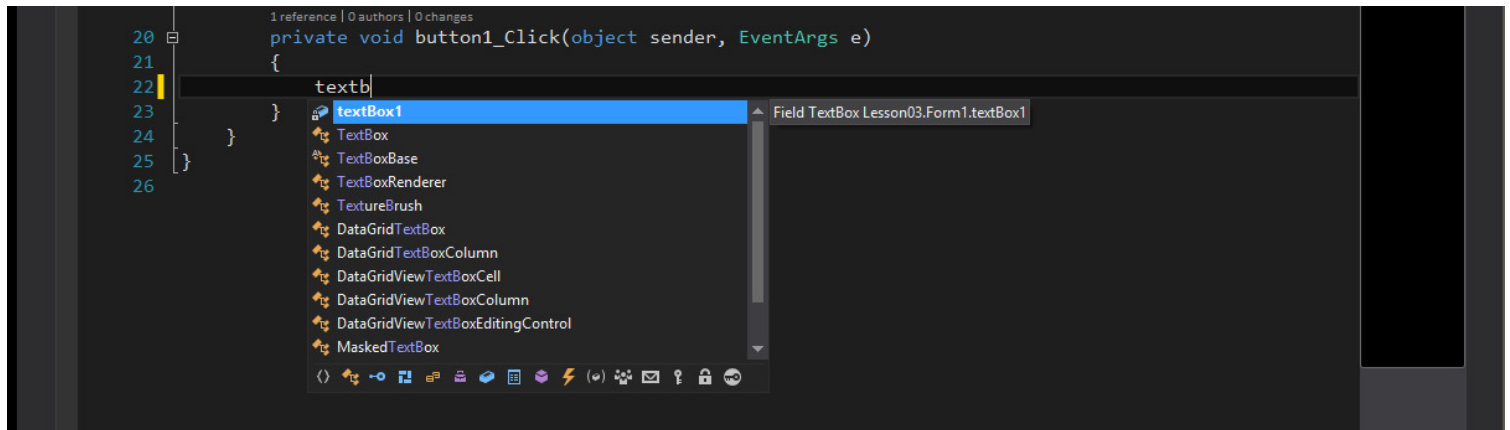 1 reference | 0 authors | 0 changes
20 private void button1_Click(object sender, EventArgs e)
21 {
22 textb
23 }
24 }
25 }
26
textBox1
Field TextBox Lesson03.Form1.textBox1
TextBox
TextBoxBase
TextBoxRenderer
TextureBrush
DataGridTextBox
DataGridTextBoxColumn
DataGridViewTextBoxCell
DataGridViewTextBoxColumn
DataGridViewTextBoxEditingControl
MaskedTextBox